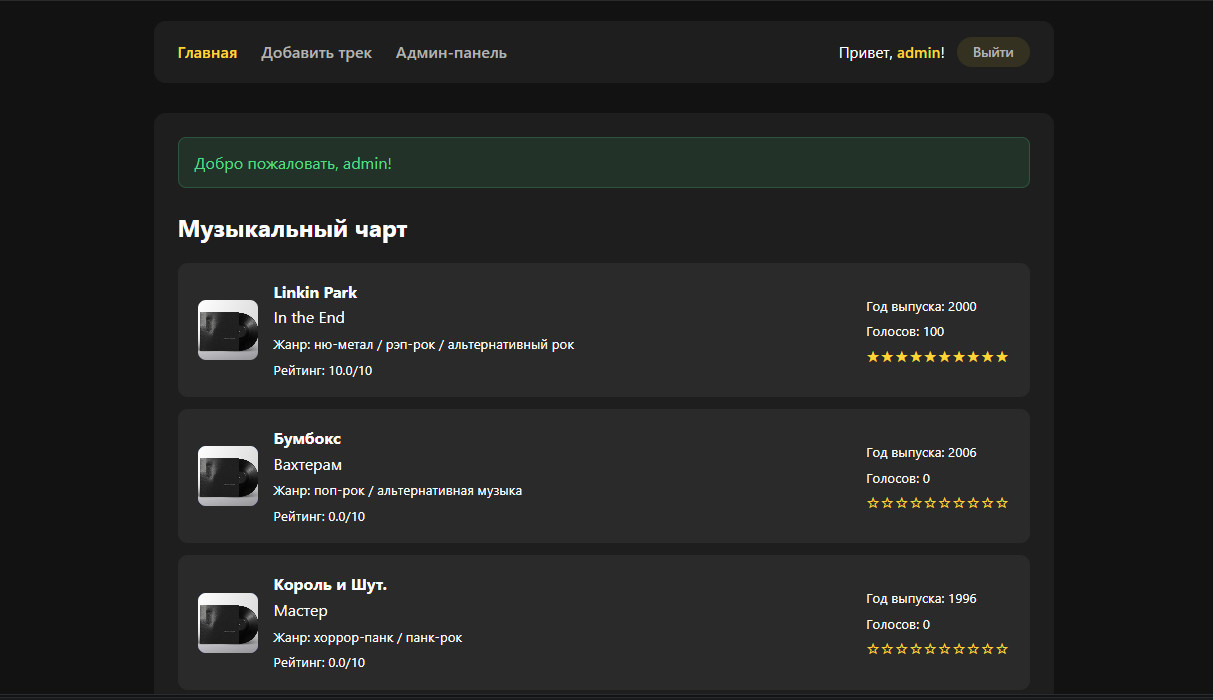 Главная Добавить трек Админ-панель Привет, admin! Выйти
Добро пожаловать, admin!
Музыкальный чарт
Linkin Park
In the End
Жанр: ню-метал / рэп-рок / альтернативный рок
Рейтинг: 10.0/10
Год выпуска: 2000
Голосов: 100
★★★★★★★★★★
Бумбокс
Вахтерам
Жанр: поп-рок / альтернативная музыка
Рейтинг: 0.0/10
Год выпуска: 2006
Голосов: 0
☆☆☆☆☆☆☆☆☆☆
Король и Шут.
Мастер
Жанр: хоррор-панк / панк-рок
Рейтинг: 0.0/10
Год выпуска: 1996
Голосов: 0
☆☆☆☆☆☆☆☆☆☆